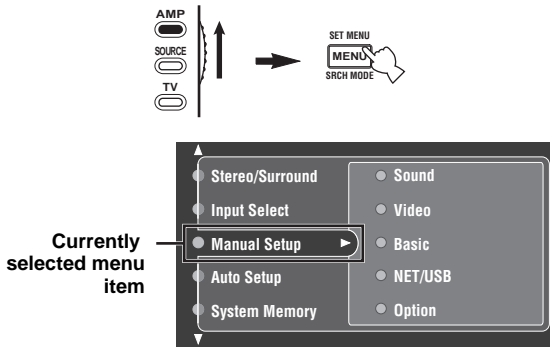 AMP
SOURCE
TV
SET MENU
MENU
SRCH MODE
Stereo/Surround
Input Select
Manual Setup
Auto Setup
System Memory
Sound
Video
Basic
NET/USB
Option
Currently
selected menu
item